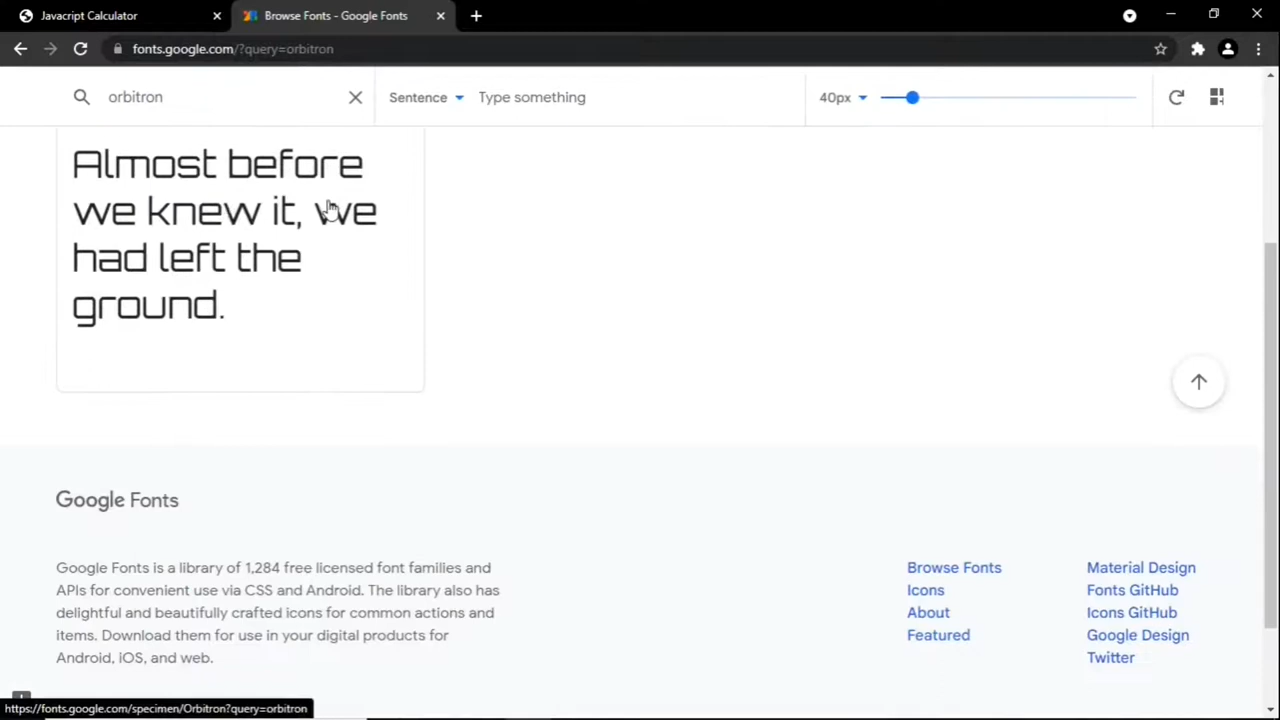 Javacript Calculator
Browse Fonts - Google Fonts
fonts.google.com/?query=orbitron
orbitron
Sentence
Type something
40px
Almost before
we knew it, we
had left the
ground.
Google Fonts
Google Fonts is a library of 1,284 free licensed font families and
APIs for convenient use via CSS and Android. The library also has
delightful and beautifully crafted icons for common actions and
items. Download them for use in your digital products for
Android, iOS, and web.
Browse Fonts
Icons
About
Featured
Material Design
Fonts GitHub
Icons GitHub
Google Design
Twitter
https://fonts.google.com/specimen/Orbitron?query=orbitron